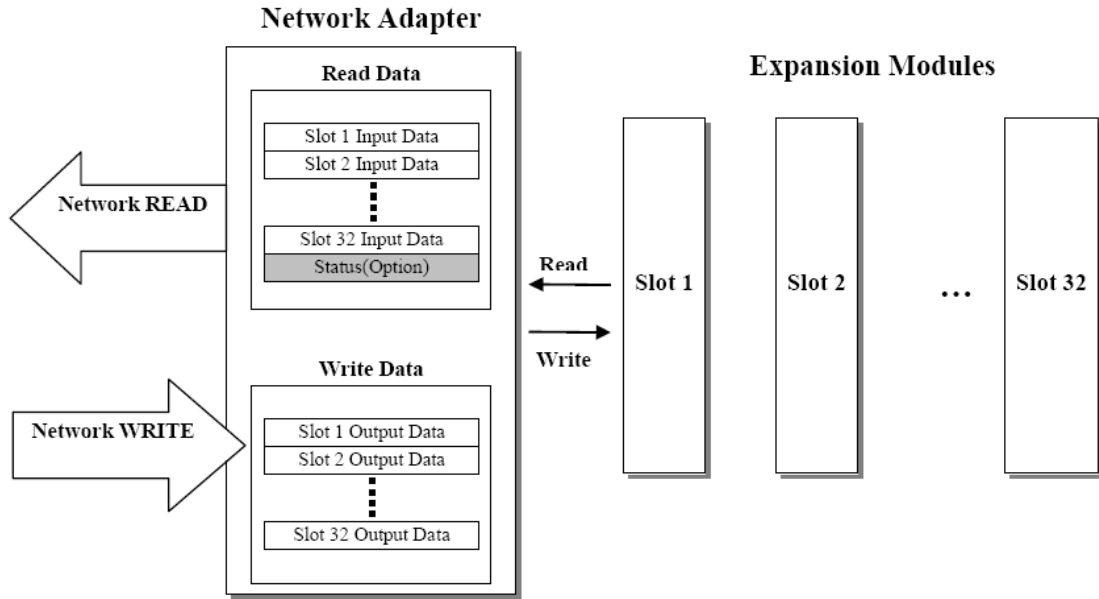 Network Adapter
Read Data
Slot 1 Input Data
Slot 2 Input Data
Slot 32 Input Data
Status(Option)
Network READ
Write Data
Slot 1 Output Data
Slot 2 Output Data
Slot 32 Output Data
Network WRITE
Read
Write
Expansion Modules
Slot 1
Slot 2
...
Slot 32